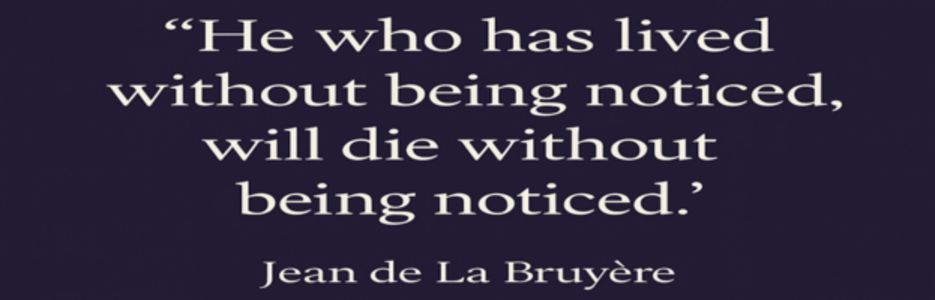 “He who has lived
without being noticed,
will die without
being noticed.’
Jean de La Bruyère